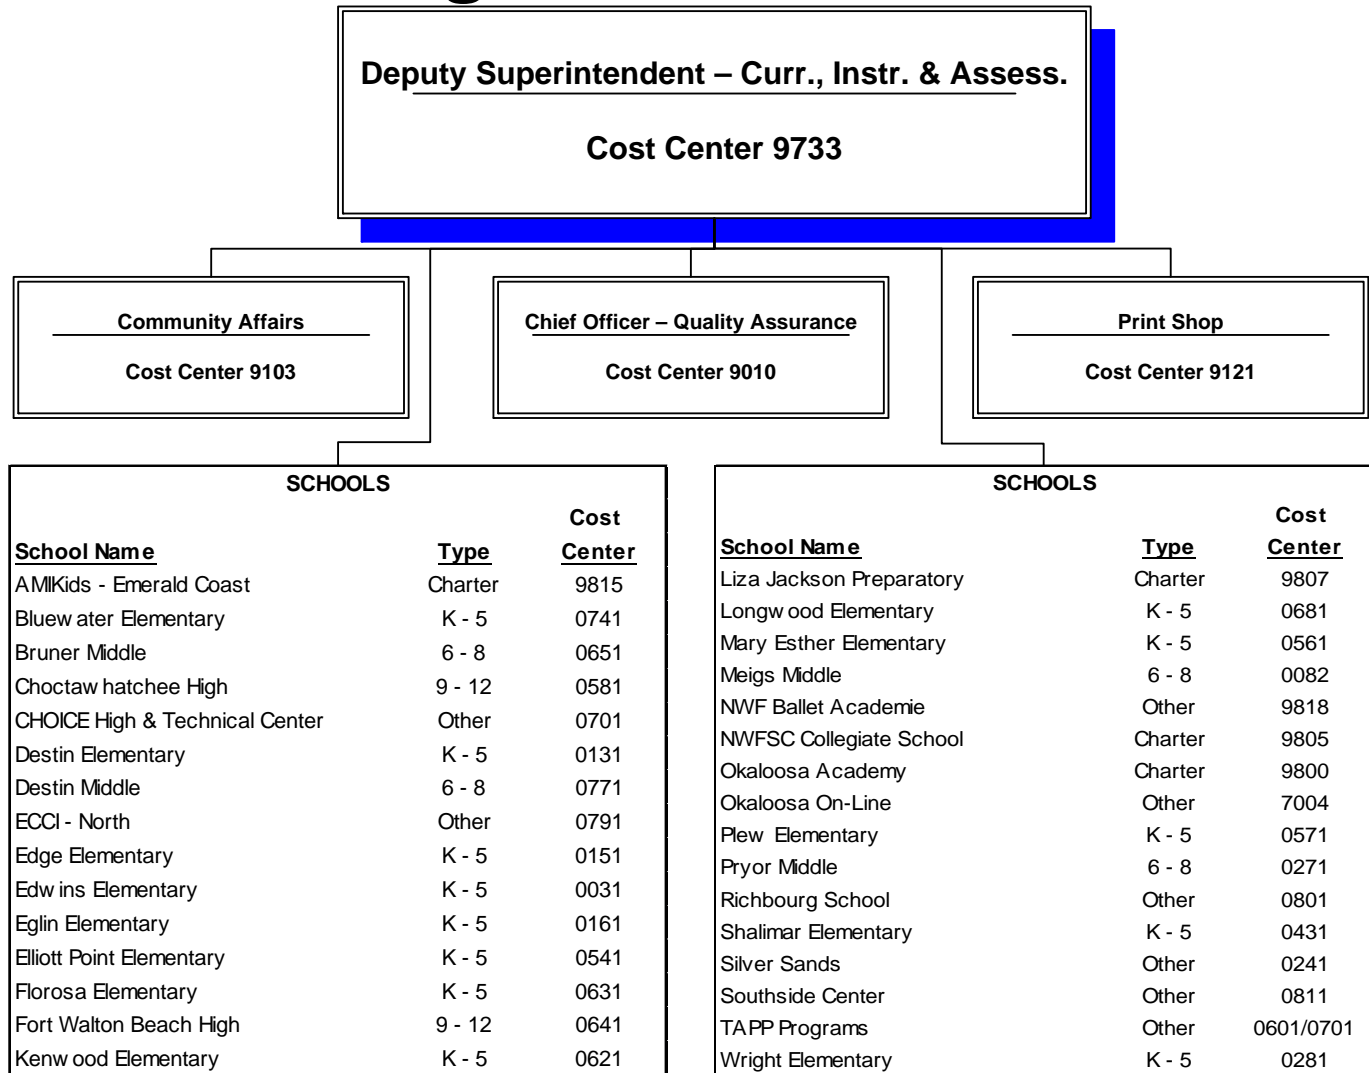 Deputy Superintendent – Curr., Instr. & Assess.
Cost Center 9733
Community Affairs
Cost Center 9103
Chief Officer – Quality Assurance
Cost Center 9010
Print Shop
Cost Center 9121
SCHOOLS
Cost
School Name Type Center
AMIKids - Emerald Coast Charter 9815
Bluewater Elementary K - 5 0741
Bruner Middle 6 - 8 0651
Choctawhatchee High 9 - 12 0581
CHOICE High & Technical Center Other 0701
Destin Elementary K - 5 0131
Destin Middle 6 - 8 0771
ECCI - North Other 0791
Edge Elementary K - 5 0151
Edwins Elementary K - 5 0031
Eglin Elementary K - 5 0161
Elliott Point Elementary K - 5 0541
Florosa Elementary K - 5 0631
Fort Walton Beach High 9 - 12 0641
Kenwood Elementary K - 5 0621
SCHOOLS
Cost
School Name Type Center
Liza Jackson Preparatory Charter 9807
Longwood Elementary K - 5 0681
Mary Esther Elementary K - 5 0561
Meigs Middle 6 - 8 0082
NWF Ballet Academie Other 9818
NWFSC Collegiate School Charter 9805
Okaloosa Academy Charter 9800
Okaloosa On-Line Other 7004
Plew Elementary K - 5 0571
Pryor Middle 6 - 8 0271
Richbourg School Other 0801
Shalimar Elementary K - 5 0431
Silver Sands Other 0241
Southside Center Other 0811
TAPP Programs Other 0601/0701
Wright Elementary K - 5 0281